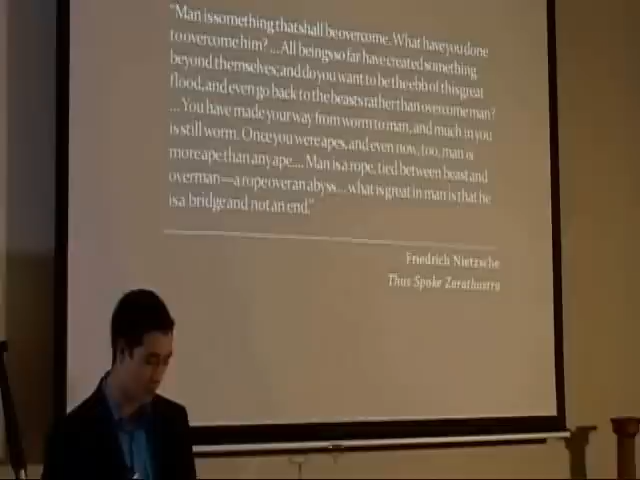 "Man is something that shall be overcome. What have you done
to overcome him? ... All beings so far have created something
beyond themselves; and do you want to be the ebb of this great
flood, and even go back to the beasts rather than overcome man?
... You have made your way from worm to man, and much in you
is still worm. Once you were apes, and even now, too, man is
more ape than any ape.... Man is a rope, tied between beast and
overman—a rope over an abyss... what is great in man is that he
is a bridge and not an end."
Friedrich Nietzsche
Thus Spoke Zarathustra